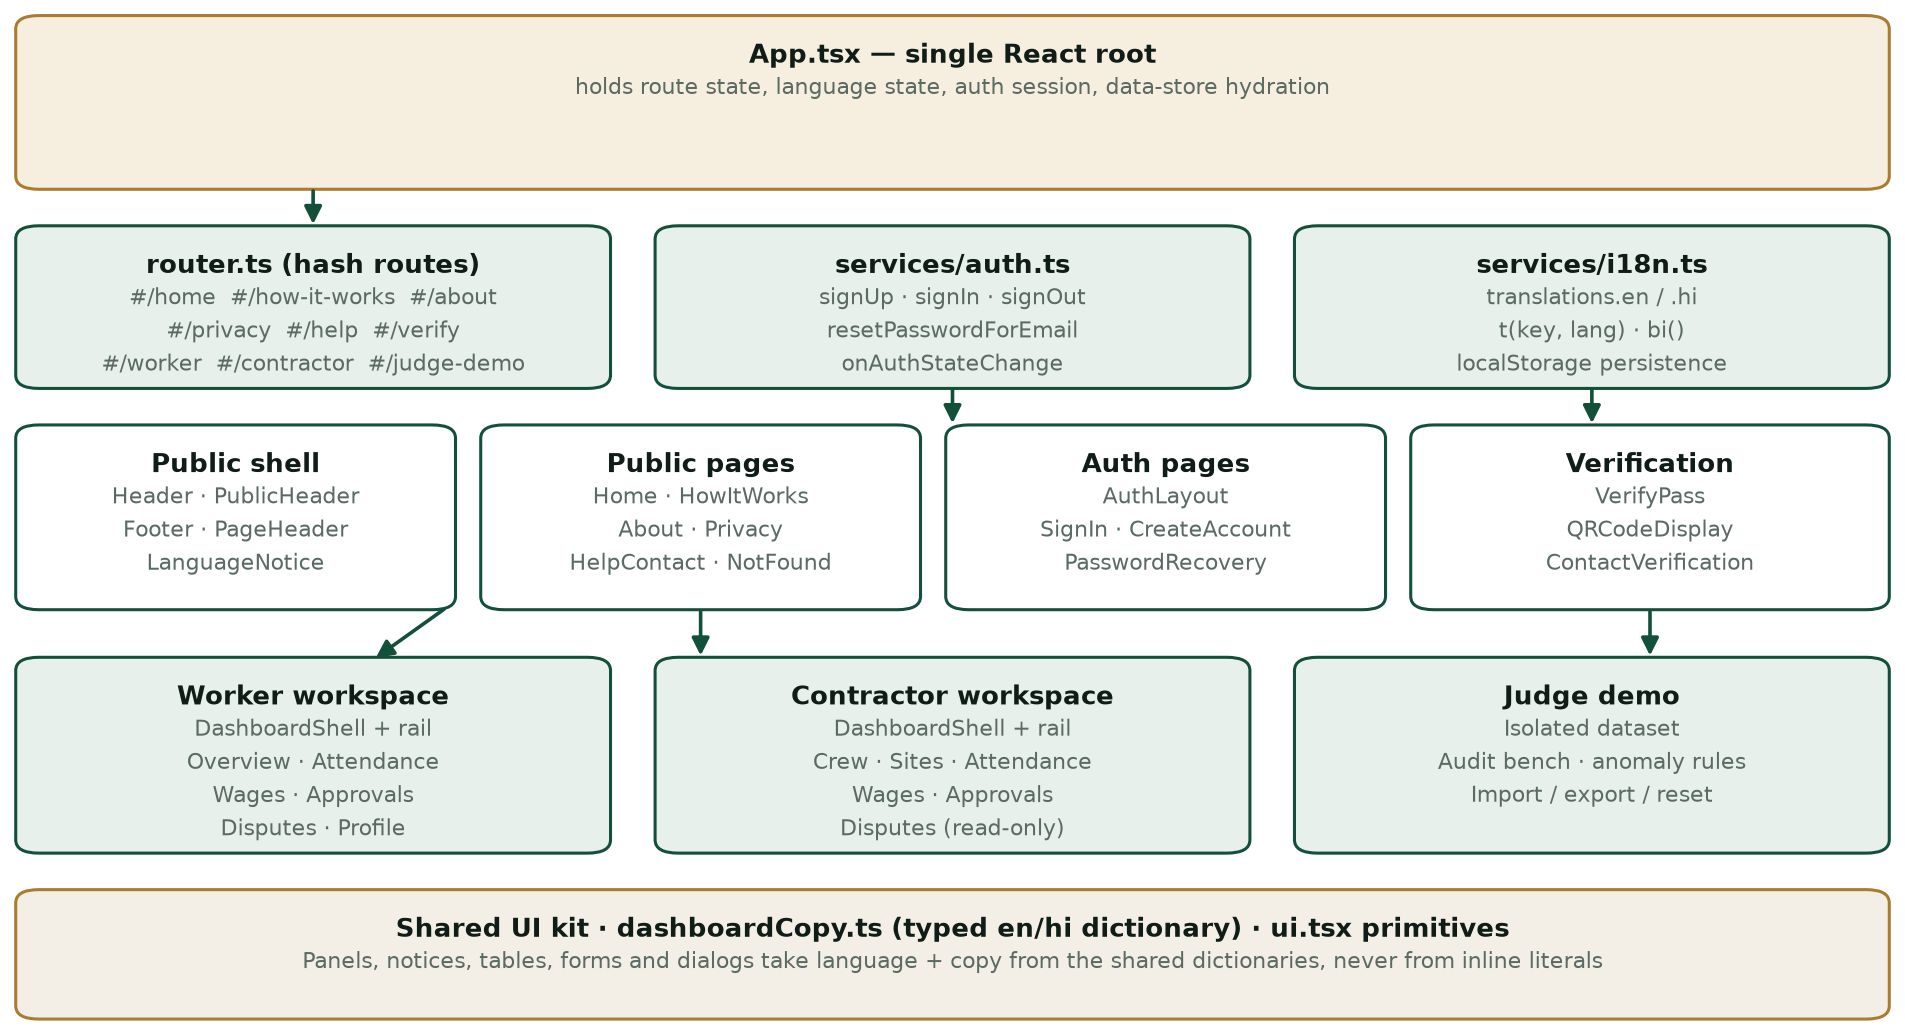 App.tsx — single React root
holds route state, language state, auth session, data-store hydration
router.ts (hash routes)
#/home  #/how-it-works  #/about
#/privacy  #/help  #/verify
#/worker  #/contractor  #/judge-demo
services/auth.ts
signUp · signIn · signOut
resetPasswordForEmail
onAuthStateChange
services/i18n.ts
translations.en / .hi
t(key, lang) · bi()
localStorage persistence
Public shell
Header · PublicHeader
Footer · PageHeader
LanguageNotice
Public pages
Home · HowItWorks
About · Privacy
HelpContact · NotFound
Auth pages
AuthLayout
SignIn · CreateAccount
PasswordRecovery
Verification
VerifyPass
QRCodeDisplay
ContactVerification
Worker workspace
DashboardShell + rail
Overview · Attendance
Wages · Approvals
Disputes · Profile
Contractor workspace
DashboardShell + rail
Crew · Sites · Attendance
Wages · Approvals
Disputes (read-only)
Judge demo
Isolated dataset
Audit bench · anomaly rules
Import / export / reset
Shared UI kit · dashboardCopy.ts (typed en/hi dictionary) · ui.tsx primitives
Panels, notices, tables, forms and dialogs take language + copy from the shared dictionaries, never from inline literals